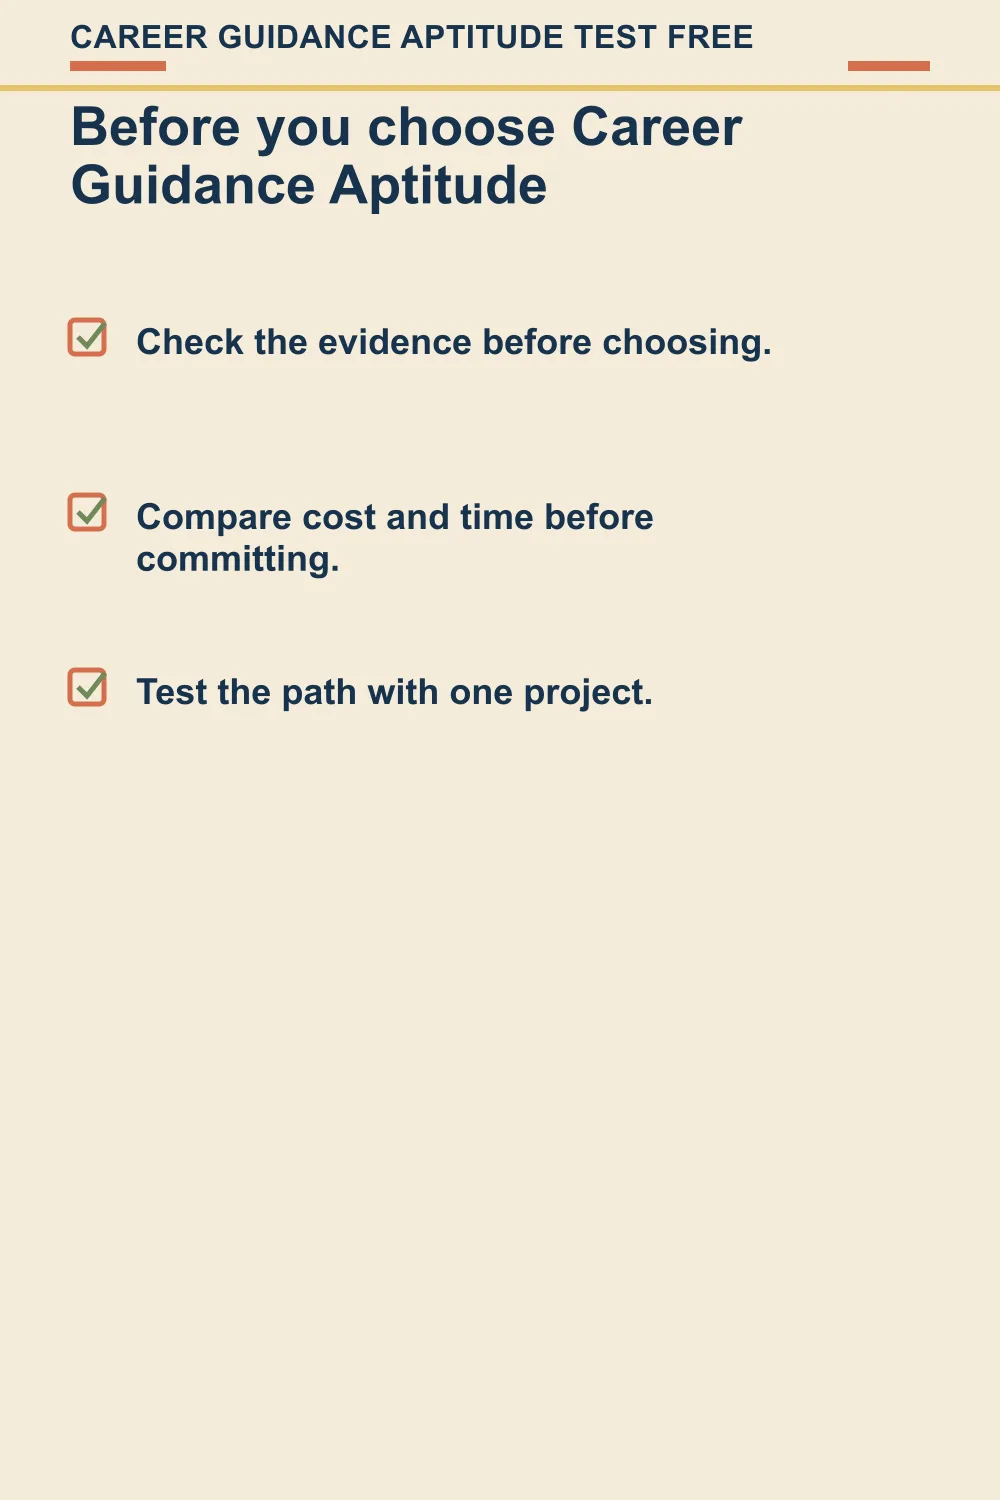 CAREER GUIDANCE APTITUDE TEST FREE
Before you choose Career
Guidance Aptitude
Check the evidence before choosing.
Compare cost and time before
committing.
Test the path with one project.